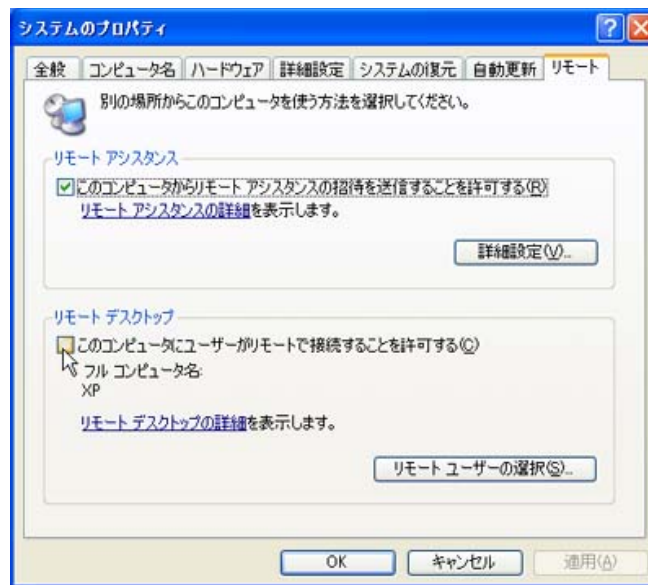 システムのプロパティ
全般 コンピュータ名 ハードウェア 詳細設定 システムの復元 自動更新 リモート
別の場所からこのコンピュータを使う方法を選択してください。
リモート アシスタンス
このコンピュータからリモート アシスタンスの招待を送信することを許可する(R)
リモート アシスタンスの詳細を表示します。
詳細設定(V)...
リモート デスクトップ
このコンピュータにユーザーがリモートで接続することを許可する(C)
フル コンピュータ名:
XP
リモート デスクトップの詳細を表示します。
リモート ユーザーの選択(S)...
OK キャンセル 適用(A)